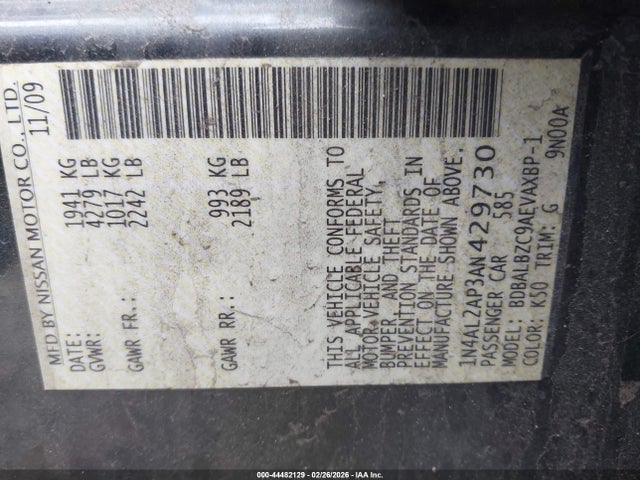 MFD BY NISSAN MOTOR CO., LTD.
DATE: 11/09
GVWR: 1941 KG
4279 LB
GAWR FR.: 1017 KG
2242 LB
GAWR RR.: 993 KG
2189 LB
THIS VEHICLE CONFORMS TO
ALL APPLICABLE FEDERAL
MOTOR VEHICLE SAFETY,
BUMPER, AND THEFT
PREVENTION STANDARDS IN
EFFECT ON THE DATE OF
MANUFACTURE SHOWN ABOVE.
1N4AL2AP3AN429730
PASSENGER CAR 585
MODEL: BDBALBZC9AEVAXBP-1
COLOR: K50 TRIM: G 9N00A
000-44482129 - 02/26/2026 - IAA Inc.